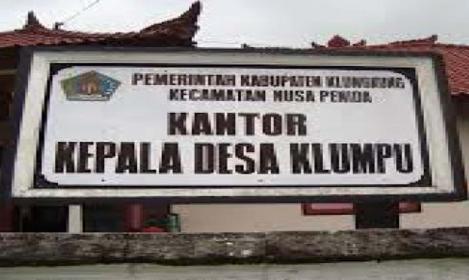 PEMERINTAH KABUPATEN KLUNGKUNG
KECAMATAN NUSA PENIDA
KANTOR
KEPALA DESA KLUMPU